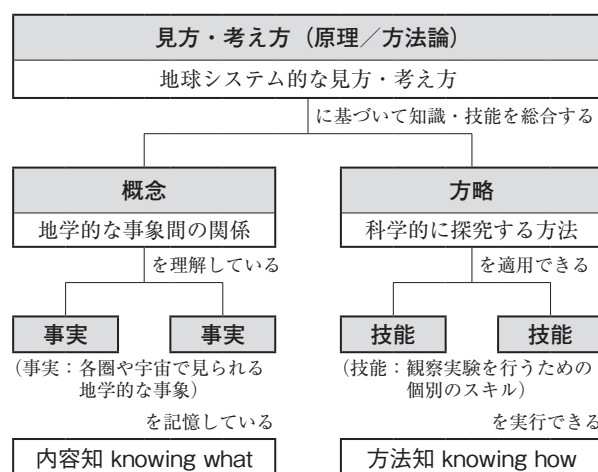 見方・考え方（原理／方法論）
地球システム的な見方・考え方
に基づいて知識・技能を総合する
概念
地学的な事象間の関係
を理解している
事実
事実
（事実：各圏や宇宙で見られる
地学的な事象）
を記憶している
内容知 knowing what
方略
科学的に探究する方法
を適用できる
技能
技能
（技能：観察実験を行うための
個別のスキル）
を実行できる
方法知 knowing how